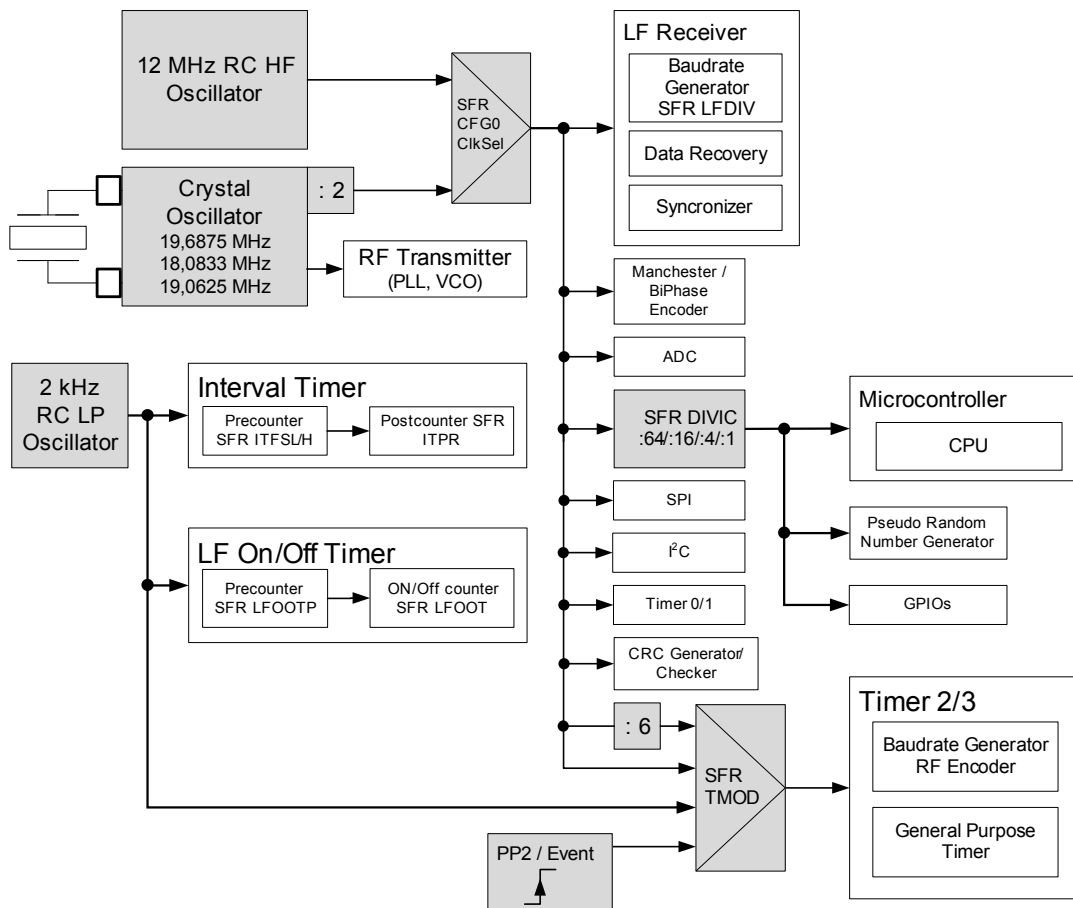 12 MHz RC HF
Oscillator
SFR
CFG0
ClkSel
LF Receiver
Baudrate
Generator
SFR LFDIV
Data Recovery
Syncronizer
Crystal
Oscillator
19,6875 MHz
18,0833 MHz
19,0625 MHz
: 2
RF Transmitter
(PLL, VCO)
Manchester /
BiPhase
Encoder
ADC
2 kHz
RC LP
Oscillator
Interval Timer
Precounter
SFR ITFSL/H
Postcounter SFR
ITPR
SFR DIVIC
:64/:16/:4/:1
Microcontroller
CPU
SPI
Pseudo Random
Number Generator
I²C
LF On/Off Timer
Precounter
SFR LFOOTP
ON/Off counter
SFR LFOOT
Timer 0/1
GPIOs
CRC Generator/
Checker
: 6
SFR
TMOD
Timer 2/3
Baudrate Generator
RF Encoder
General Purpose
Timer
PP2 / Event